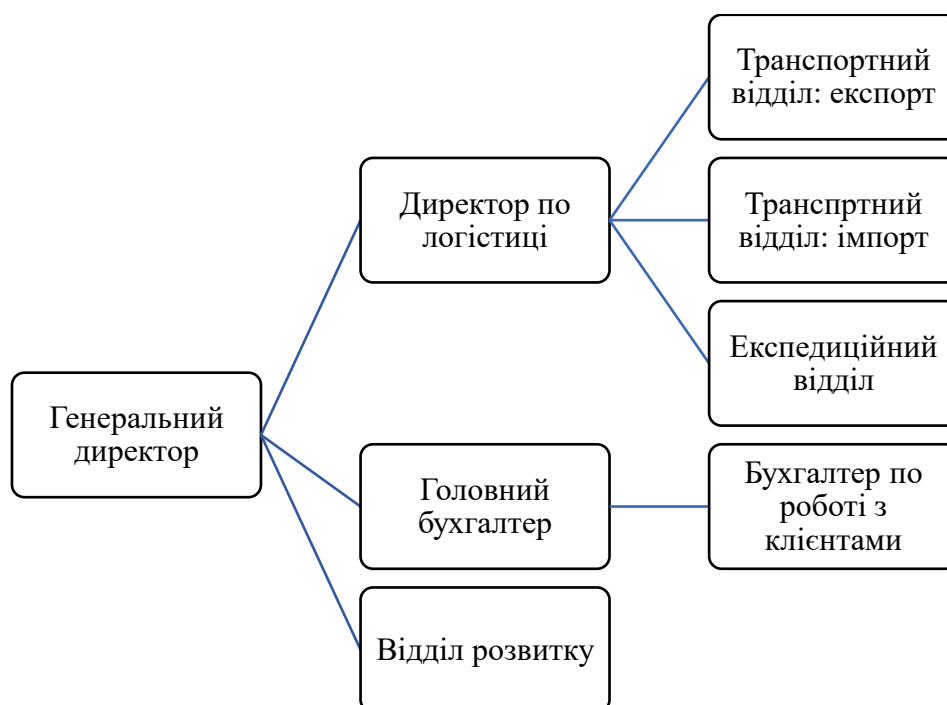 Транспортний
відділ: експорт
Директор по
логістиці
Транспртний
відділ: імпорт
Експедиційний
відділ
Генеральний
директор
Головний
бухгалтер
Бухгалтер по
роботі з
клієнтами
Відділ розвитку